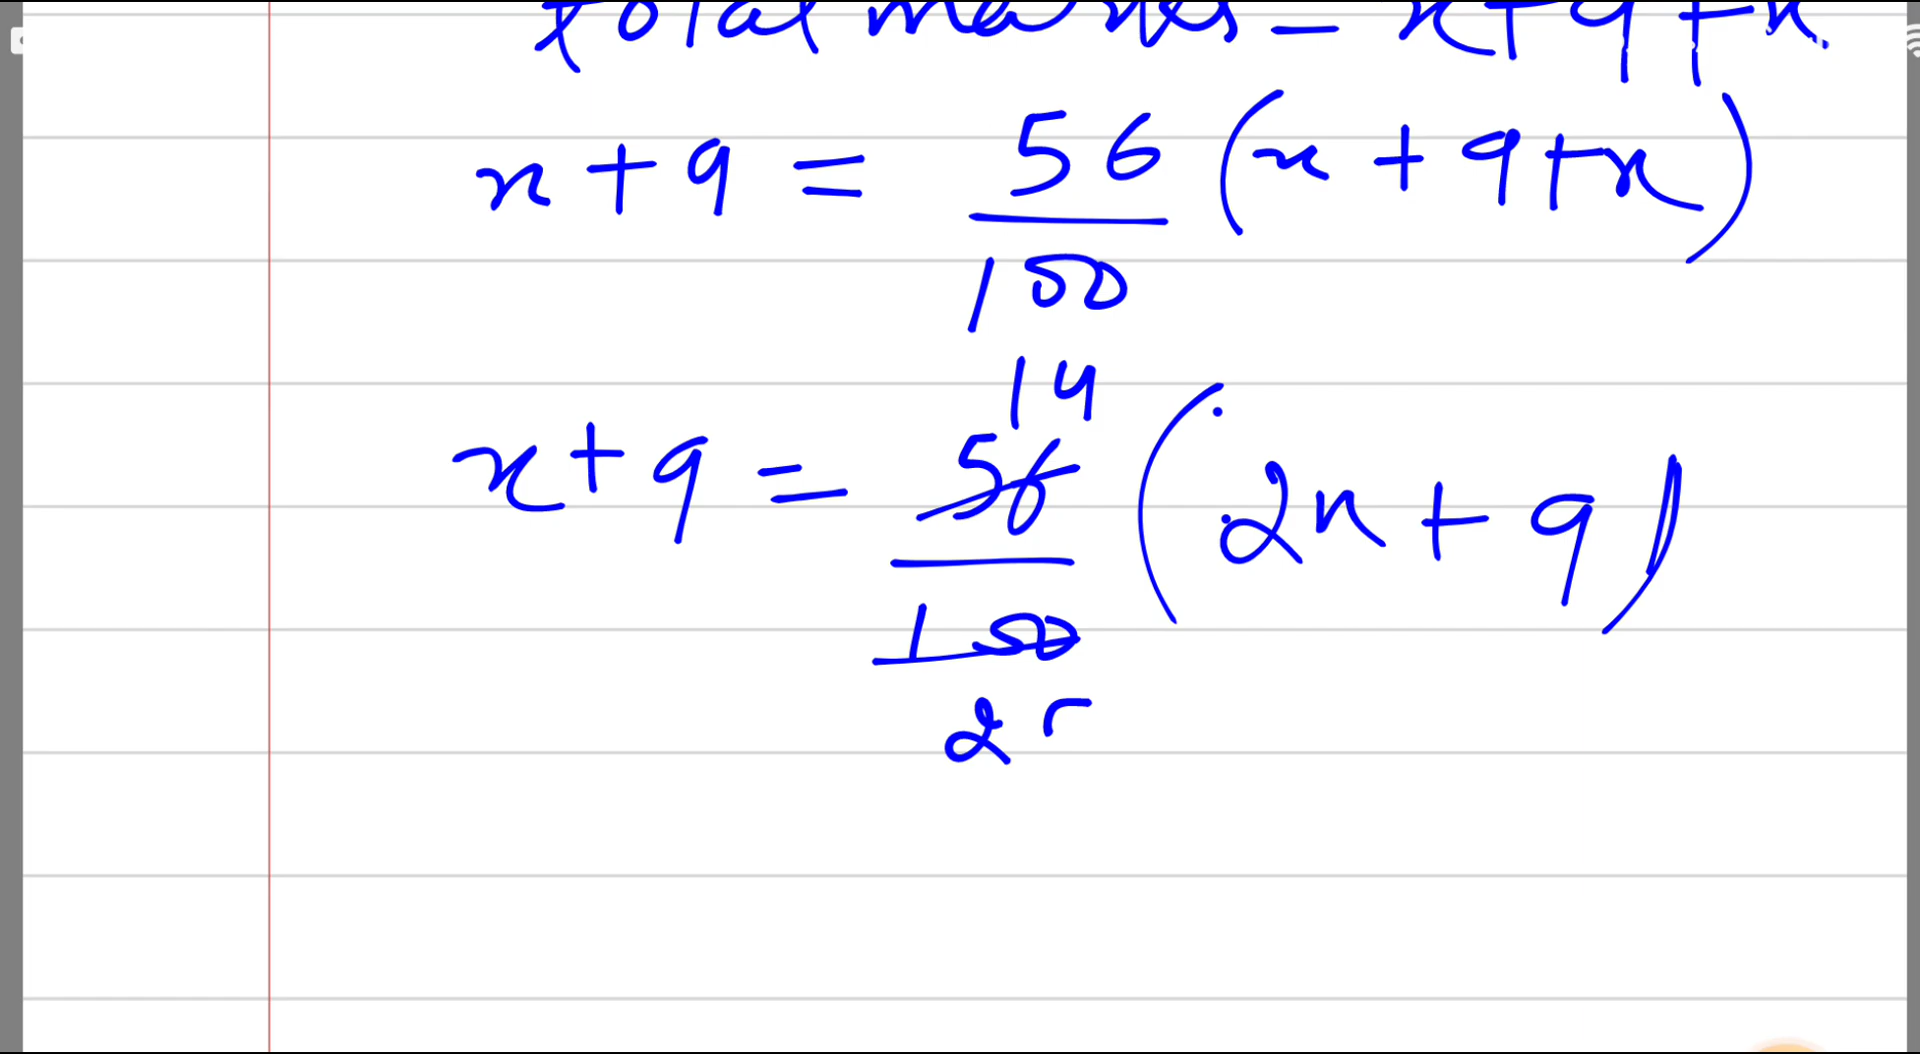 total marks = x+9+x
x+9 = 56/100 (x+9+x)
14
x+9 = 56/100 (2x+9)
25